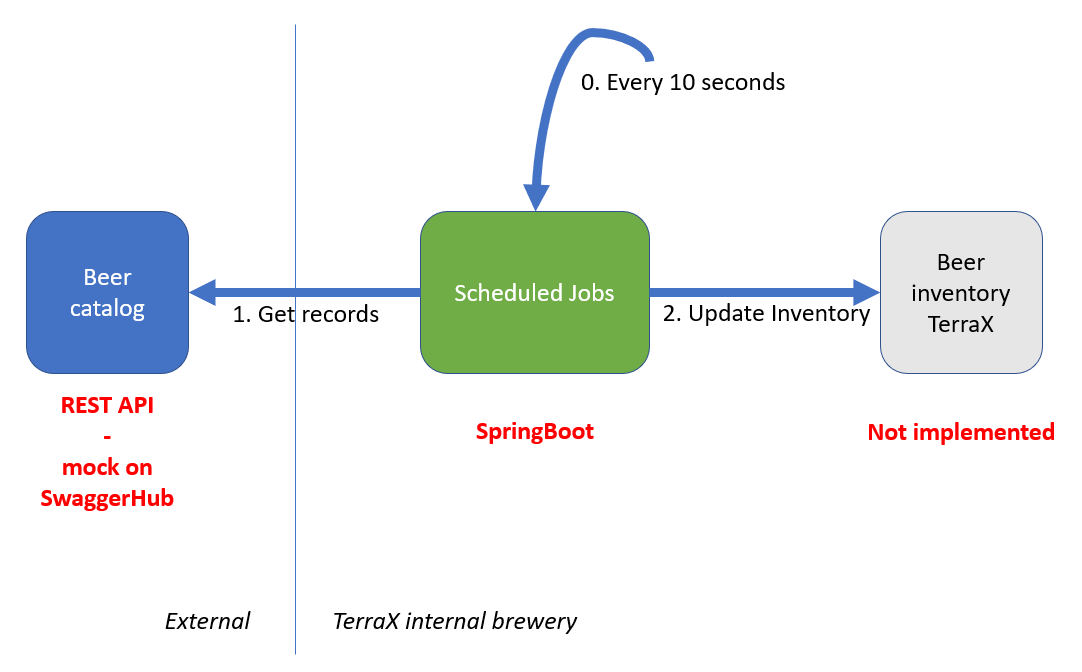 0. Every 10 seconds
Beer
catalog
1. Get records
Scheduled Jobs
2. Update Inventory
Beer
inventory
TerraX
REST API
-
mock on
SwaggerHub
SpringBoot
Not implemented
External
TerraX internal brewery